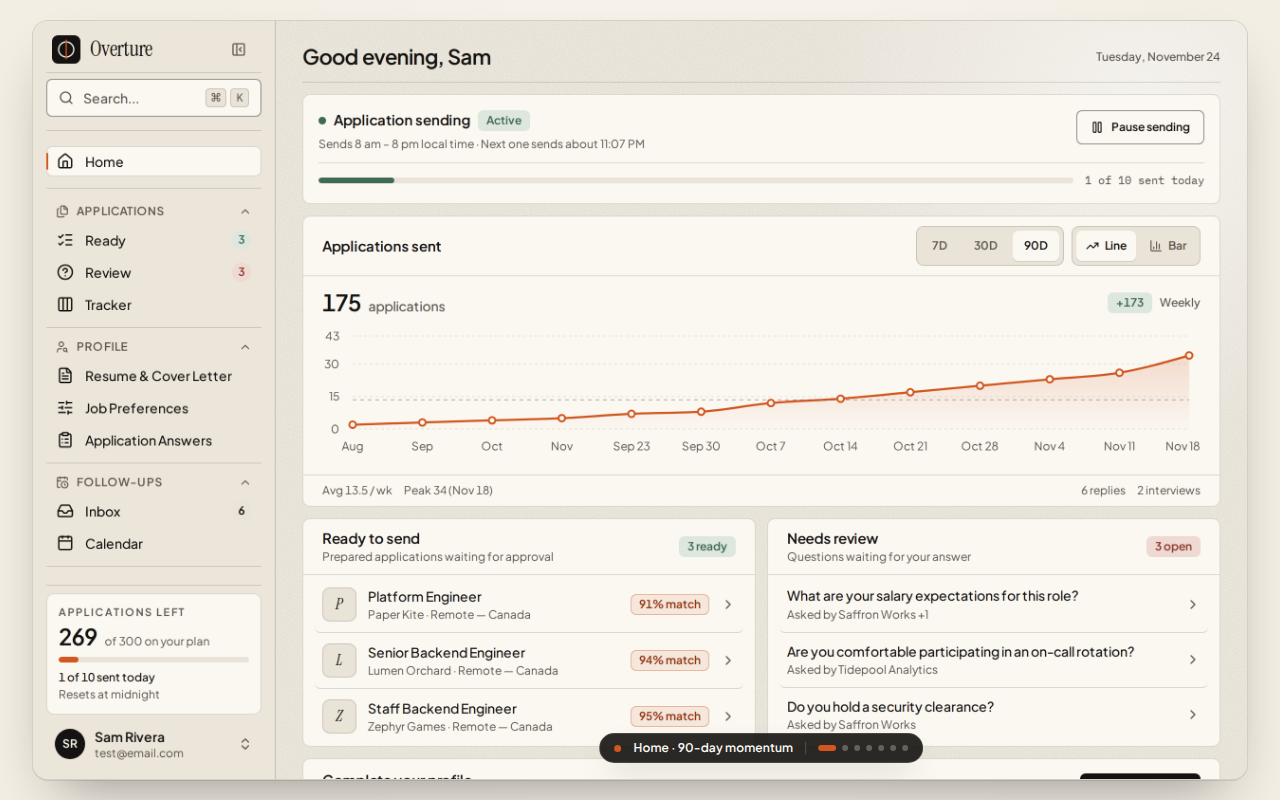 Overture
Search...
⌘ K
Home
APPLICATIONS
Ready 3
Review 3
Tracker
PROFILE
Resume & Cover Letter
Job Preferences
Application Answers
FOLLOW-UPS
Inbox 6
Calendar
APPLICATIONS LEFT
269 of 300 on your plan
1 of 10 sent today
Resets at midnight
SR
Sam Rivera
test@email.com
Good evening, Sam
Tuesday, November 24
Application sending Active
Sends 8 am – 8 pm local time · Next one sends about 11:07 PM
Pause sending
1 of 10 sent today
Applications sent
7D 30D 90D
Line Bar
175 applications
+173 Weekly
43
30
15
0
Aug Sep Oct Nov Sep 23 Sep 30 Oct 7 Oct 14 Oct 21 Oct 28 Nov 4 Nov 11 Nov 18
Avg 13.5 / wk Peak 34 (Nov 18)
6 replies 2 interviews
Ready to send
Prepared applications waiting for approval
3 ready
P
Platform Engineer
Paper Kite · Remote — Canada
91% match
L
Senior Backend Engineer
Lumen Orchard · Remote — Canada
94% match
Z
Staff Backend Engineer
Zephyr Games · Remote — Canada
95% match
Needs review
Questions waiting for your answer
3 open
What are your salary expectations for this role?
Asked by Saffron Works +1
Are you comfortable participating in an on-call rotation?
Asked by Tidepool Analytics
Do you hold a security clearance?
Asked by Saffron Works
Home · 90-day momentum
Complete your profile